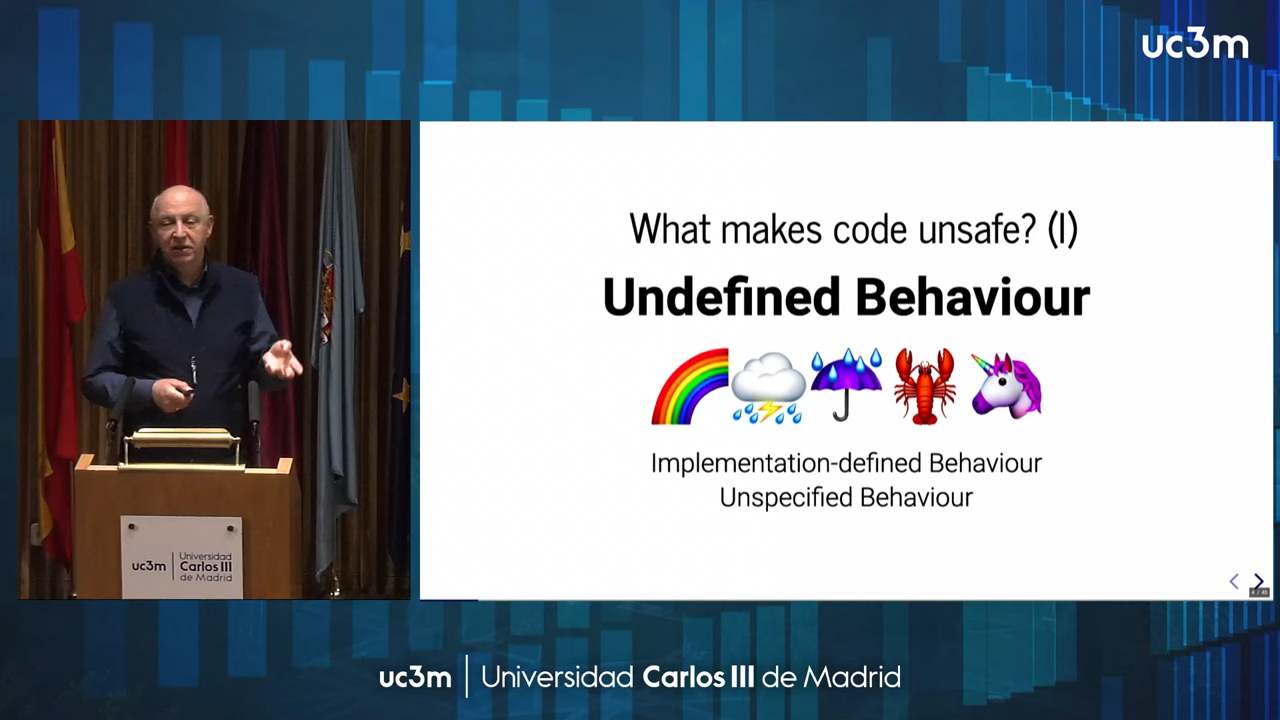 uc3m
What makes code unsafe? (I)
Undefined Behaviour
Implementation-defined Behaviour
Unspecified Behaviour
uc3m
Universidad
Carlos III
de Madrid
uc3m Universidad Carlos III de Madrid